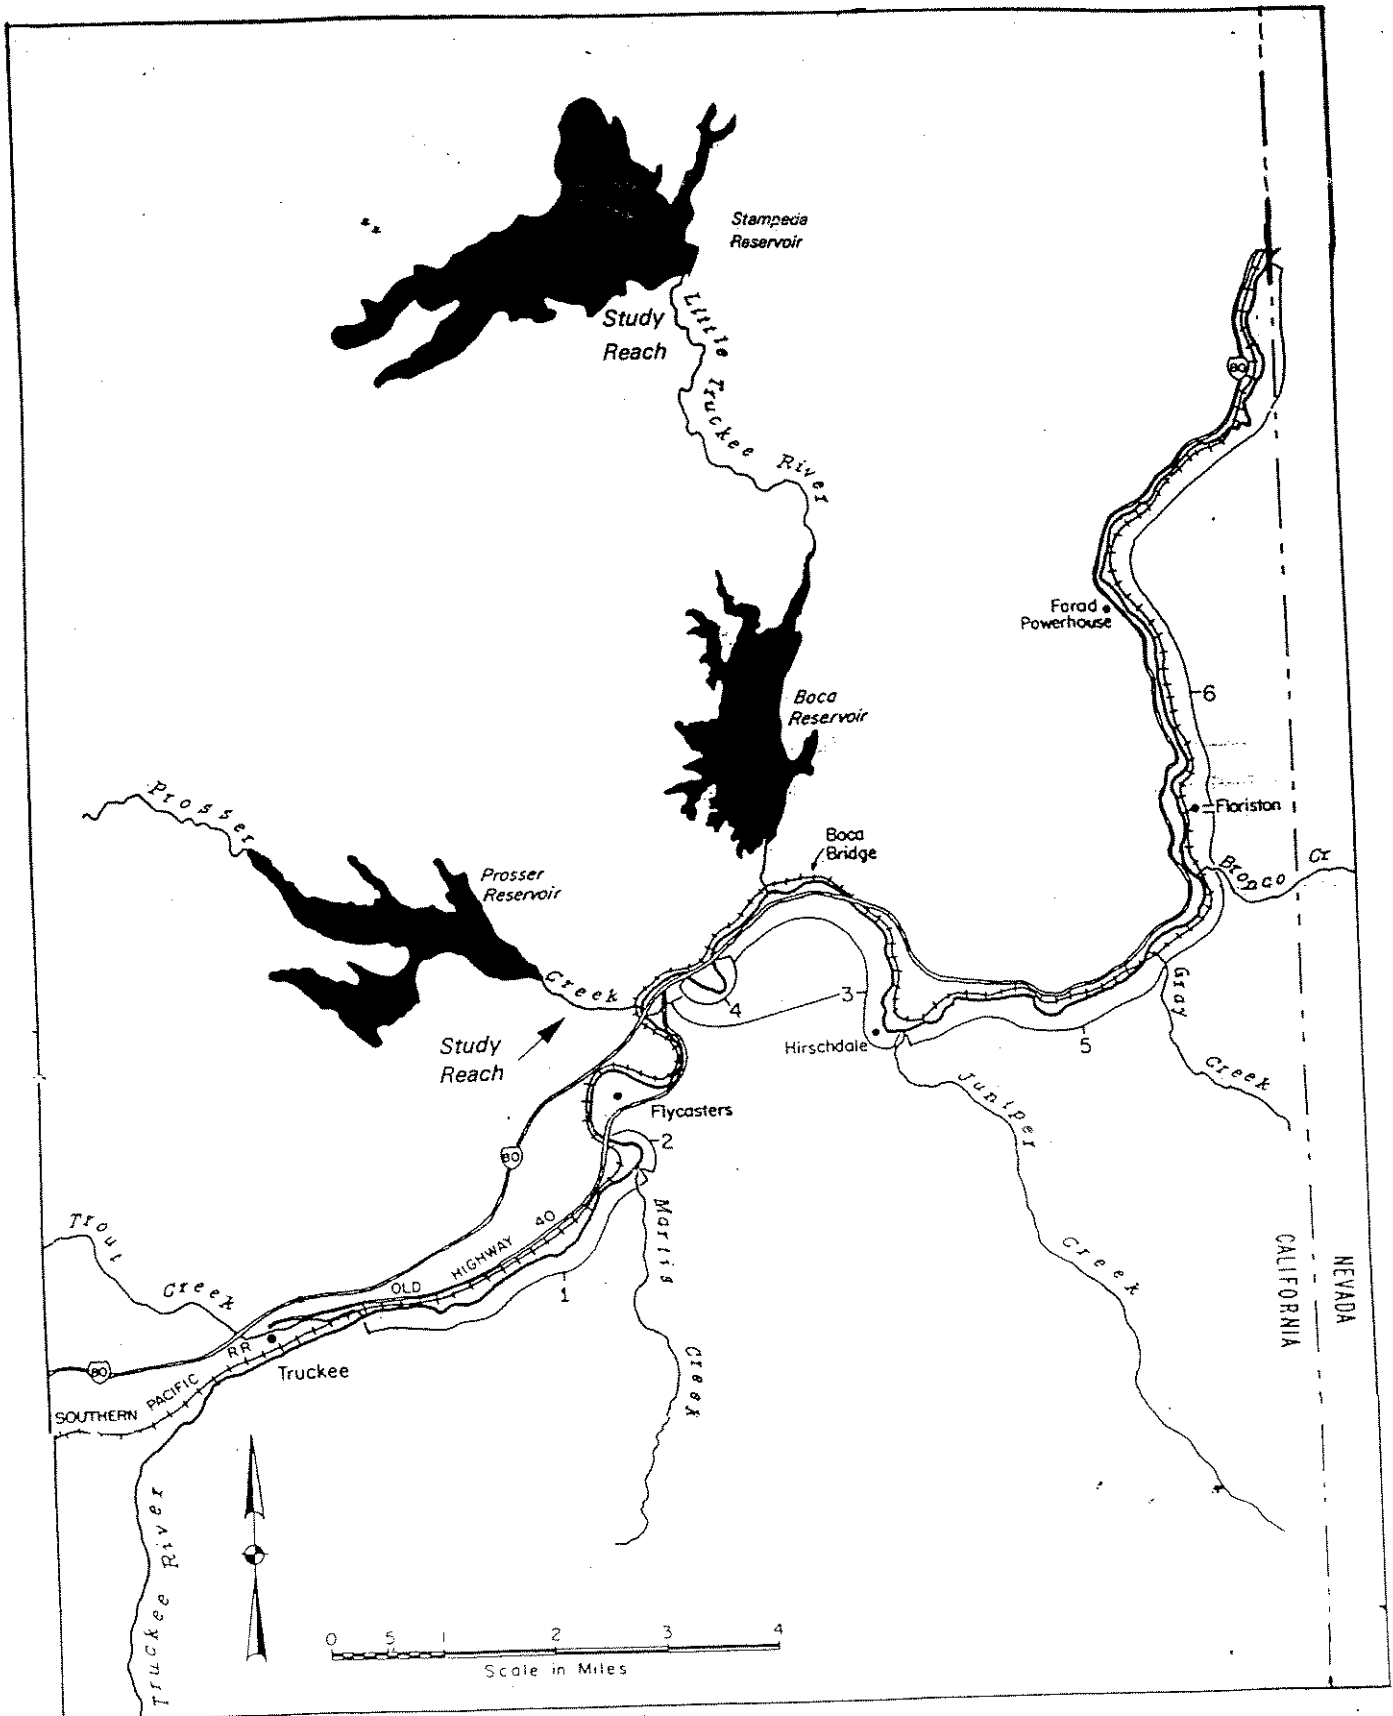 Stampede
Reservoir
Study
Reach
Little Truckee River
80
Farad
Powerhouse
6
Boca
Reservoir
Prosser
Floriston
Boca
Bridge
Bronco Cr
Prosser
Reservoir
Creek
4
3
Gray
Creek
Study
Reach
Hirschdale
5
Juniper
Creek
Flycasters
2
80
Martis
Creek
Trout
Creek
OLD HIGHWAY 40
1
CALIFORNIA
NEVADA
80
Truckee
SOUTHERN PACIFIC RR
Truckee River
0 .5 1 2 3 4
Scale in Miles